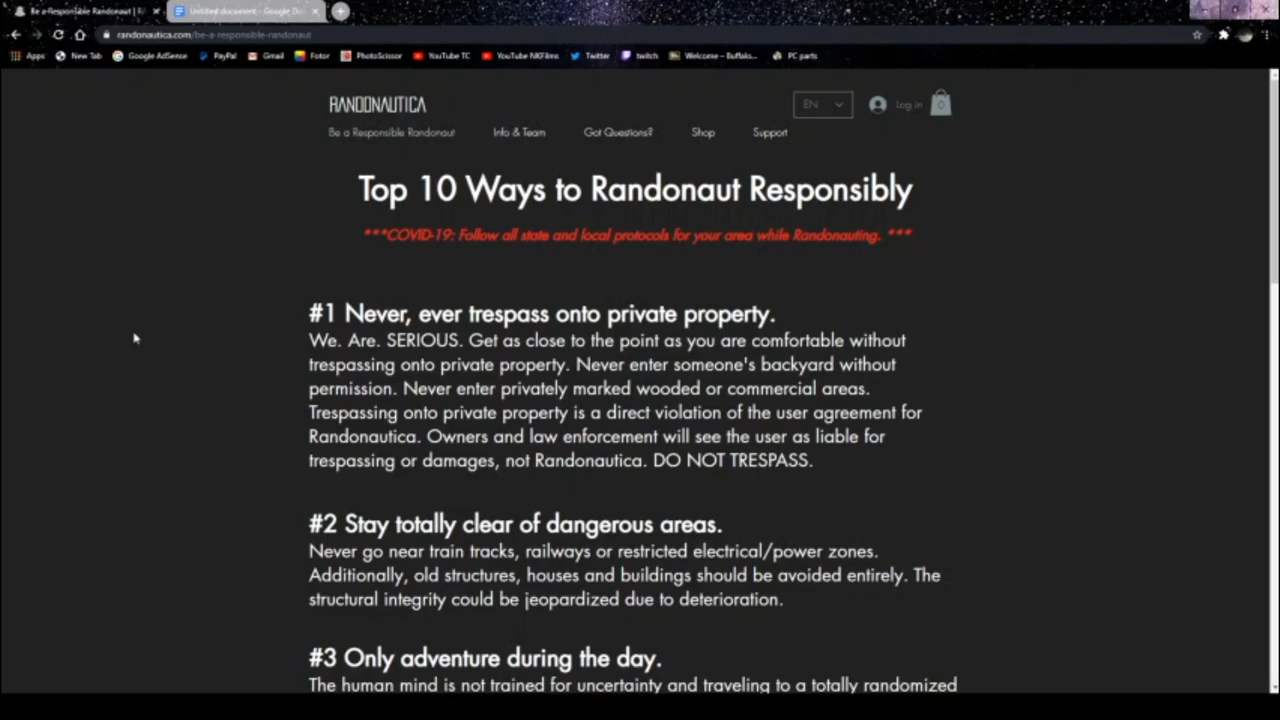 Be a Responsible Randonaut | R
Untitled document - Google Do
randonautica.com/be-a-responsible-randonaut
Apps New Tab Google AdSense PayPal Gmail Fotor PhotoScissor YouTube TC YouTube NKFilms Twitter twitch Welcome – Buffalo... PC parts
RANDONAUTICA
EN Log In 0
Be a Responsible Randonaut Info & Team Got Questions? Shop Support
Top 10 Ways to Randonaut Responsibly
***COVID-19: Follow all state and local protocols for your area while Randonauting. ***
#1 Never, ever trespass onto private property.
We. Are. SERIOUS. Get as close to the point as you are comfortable without
trespassing onto private property. Never enter someone's backyard without
permission. Never enter privately marked wooded or commercial areas.
Trespassing onto private property is a direct violation of the user agreement for
Randonautica. Owners and law enforcement will see the user as liable for
trespassing or damages, not Randonautica. DO NOT TRESPASS.
#2 Stay totally clear of dangerous areas.
Never go near train tracks, railways or restricted electrical/power zones.
Additionally, old structures, houses and buildings should be avoided entirely. The
structural integrity could be jeopardized due to deterioration.
#3 Only adventure during the day.
The human mind is not trained for uncertainty and traveling to a totally randomized